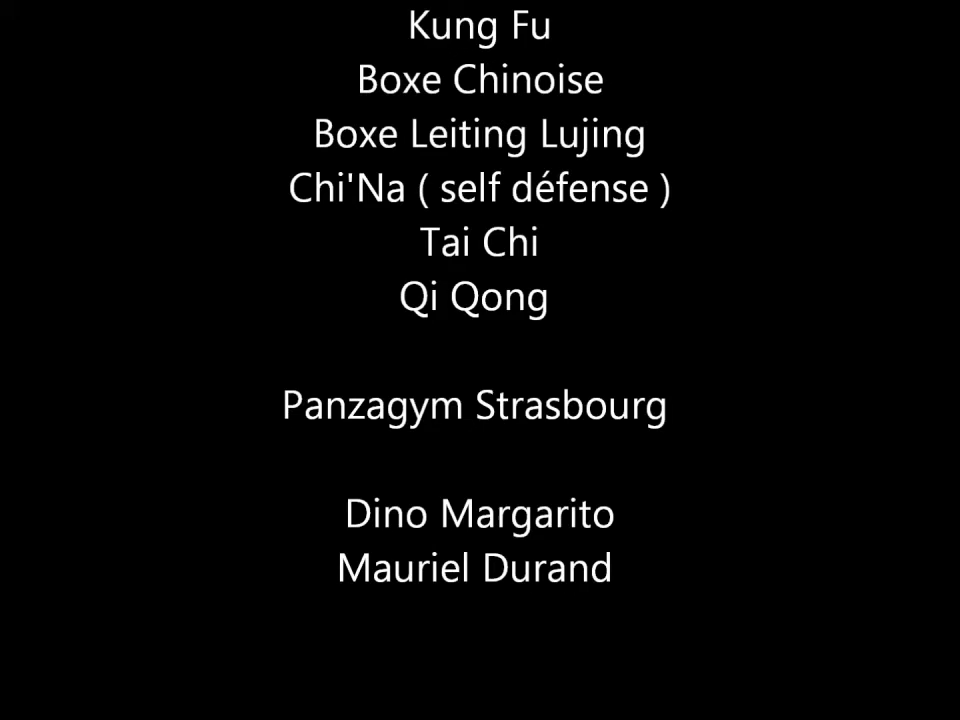 Kung Fu
Boxe Chinoise
Boxe Leiting Lujing
Chi'Na ( self défense )
Tai Chi
Qi Qong
Panzagym Strasbourg
Dino Margarito
Mauriel Durand